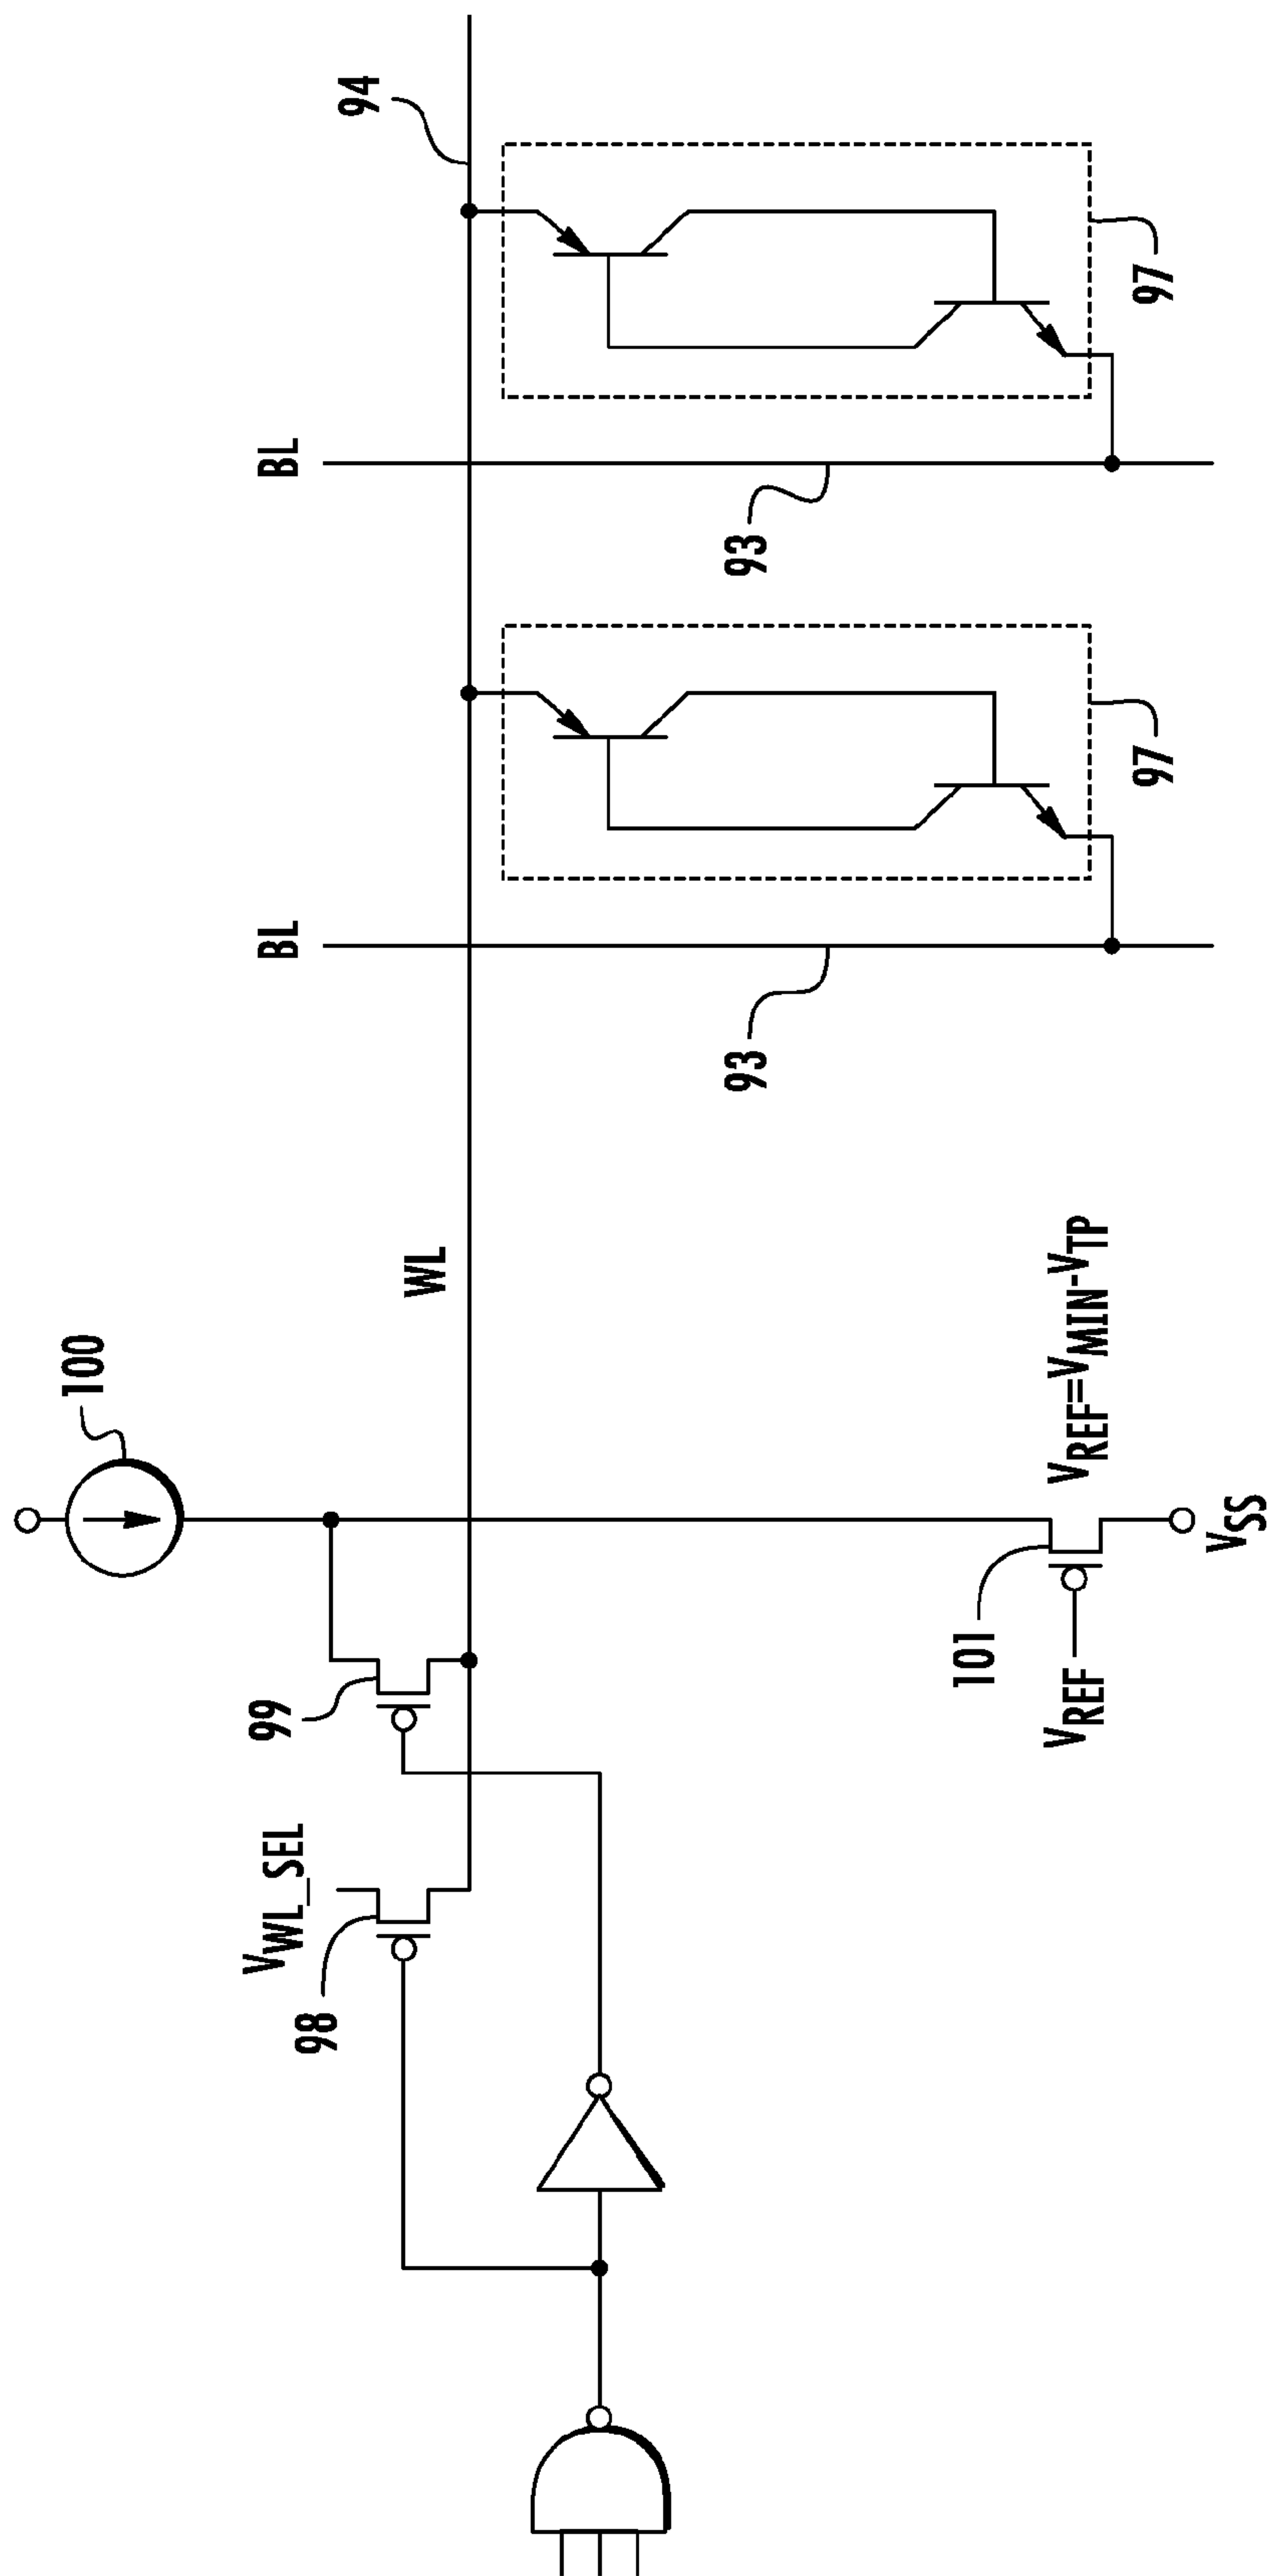 100
94
BL
BL
99
V_WL_SEL
98
WL
93
93
97
97
101
V_REF=V_MIN-V_TP
V_REF
V_SS